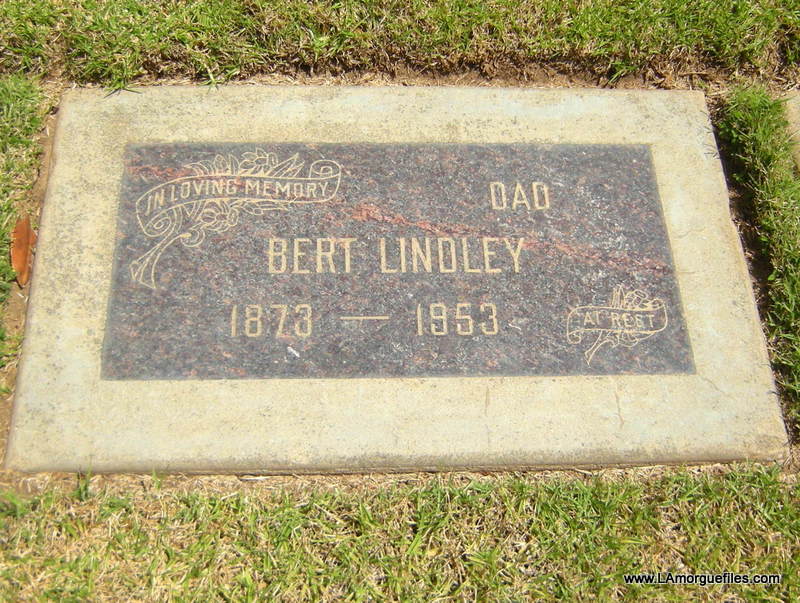 IN LOVING MEMORY
DAD
BERT LINDLEY
1873 — 1953
AT REST
www.LAmorguefiles.com